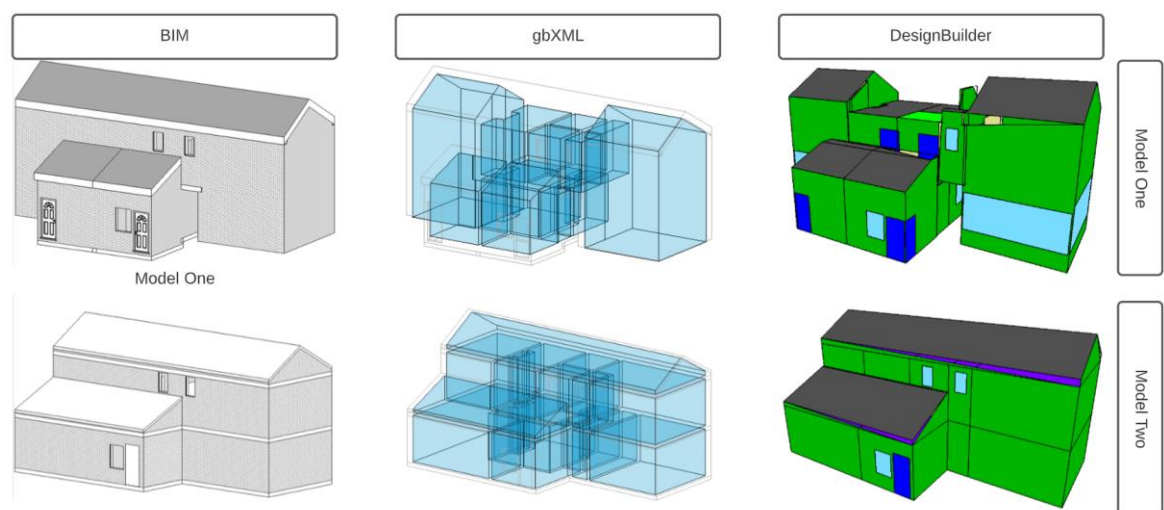 BIM
gbXML
DesignBuilder
Model One
Model One
Model Two